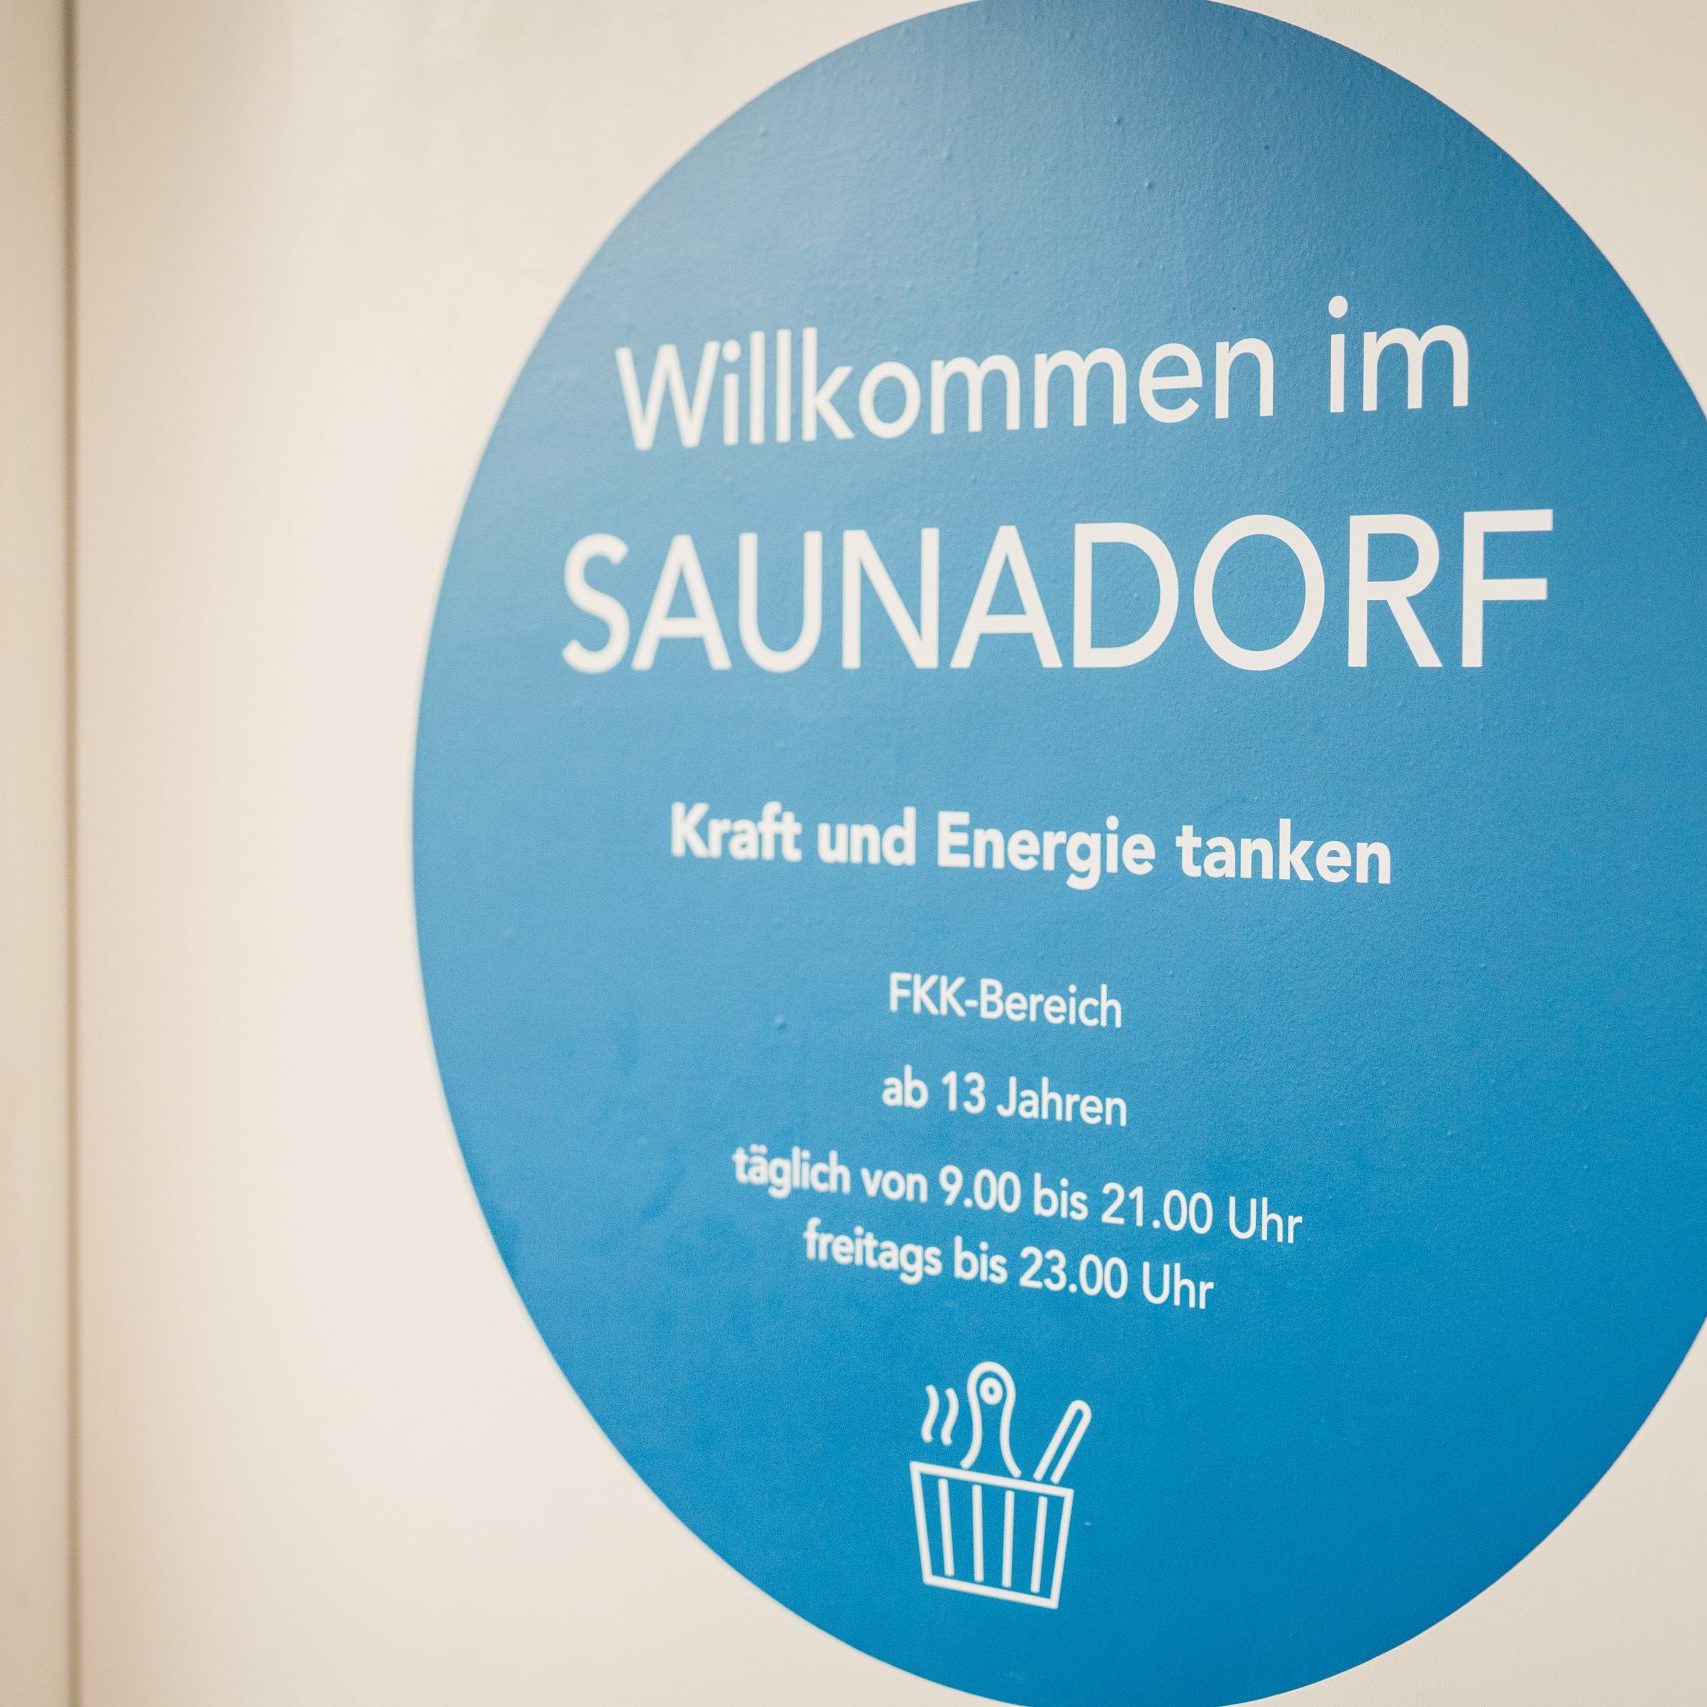 Willkommen im
SAUNADORF
Kraft und Energie tanken
FKK-Bereich
ab 13 Jahren
täglich von 9.00 bis 21.00 Uhr
freitags bis 23.00 Uhr